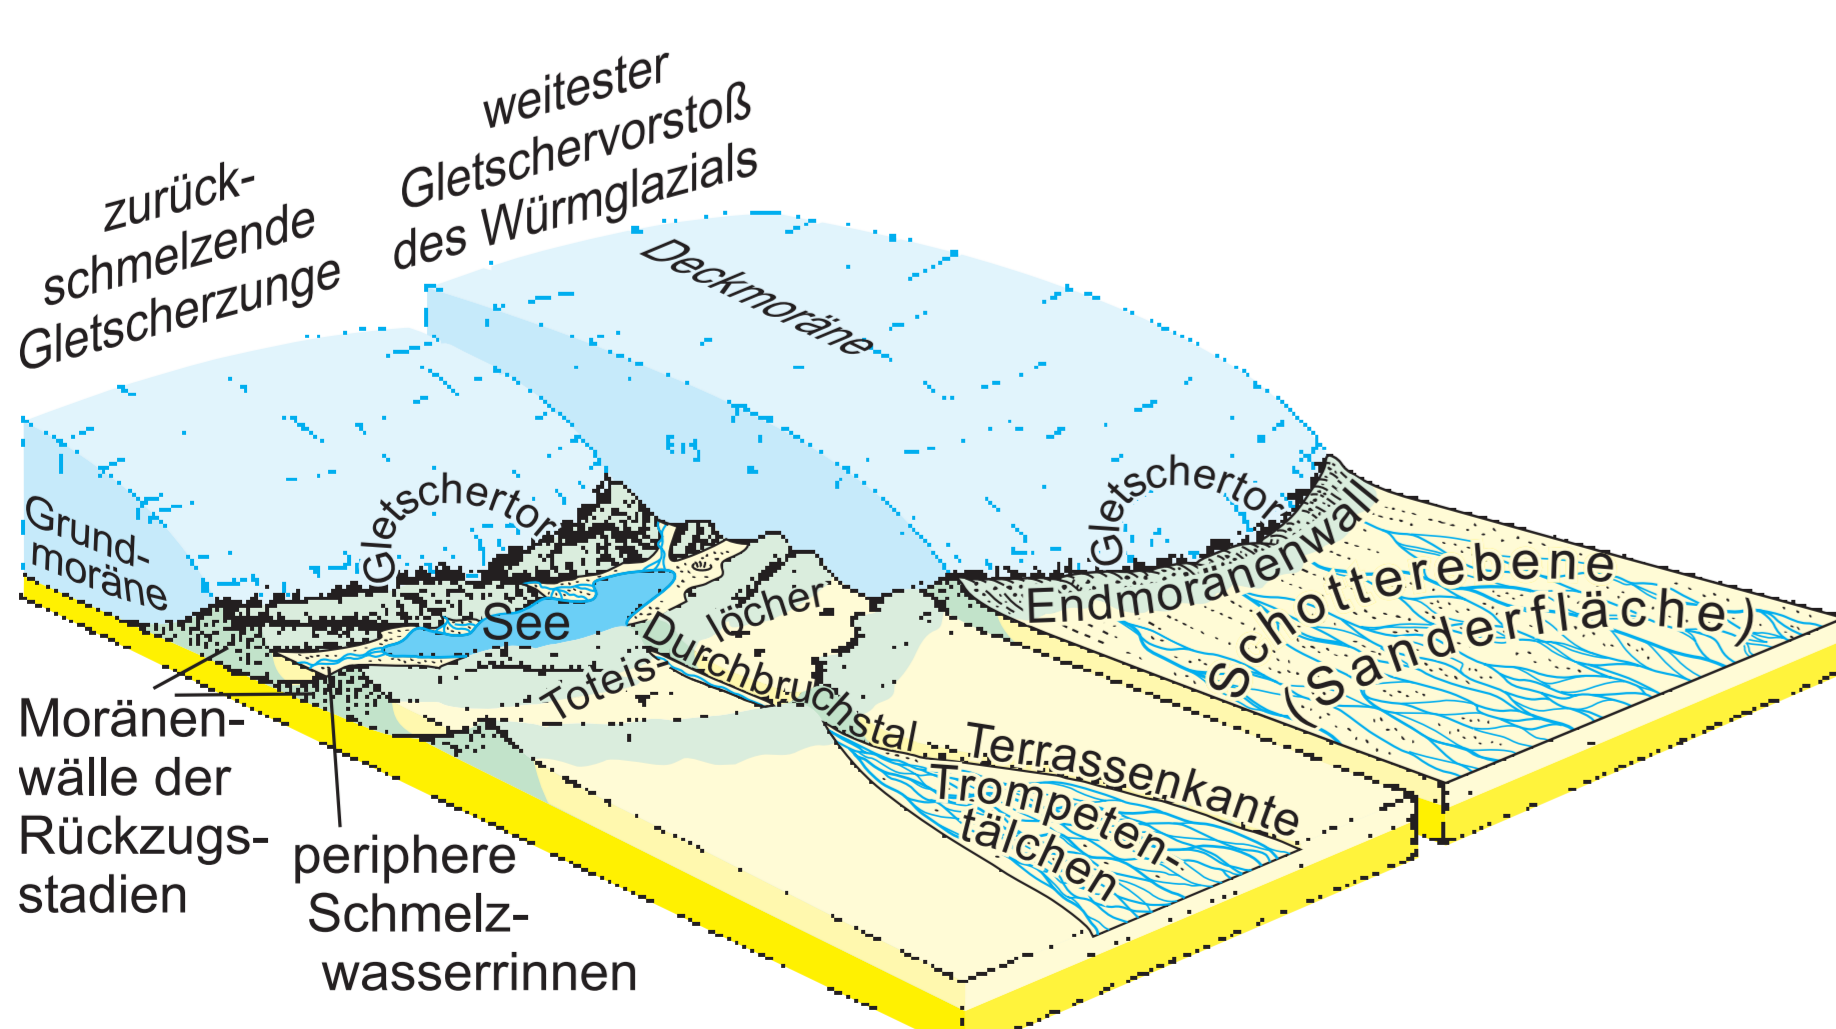 weitester
Gletschervorstoß
des Würmglazials
zurück-
schmelzende
Gletscherzunge
Deckmoräne
Grund-
moräne
Gletschertor
Gletschertor
Endmoränenwall
Schotterebene
(Sanderfläche)
See
Toteis-
löcher
Durchbruchstal
Terrassenkante
Trompeten-
tälchen
Moränen-
wälle der
Rückzugs-
stadien
periphere
Schmelz-
wasserrinnen